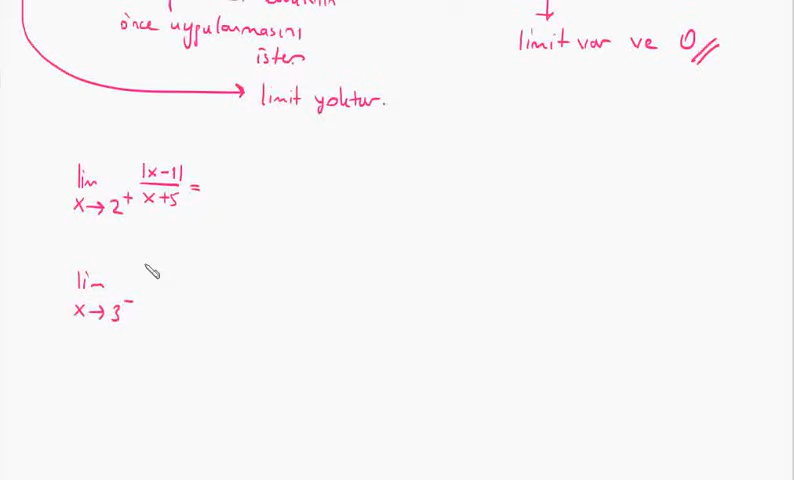 önce uygulanmasını
ister
limit var ve 0
limit yoktur.
lim x→2⁺ |x-1| / x+5 =
lim x→3⁻